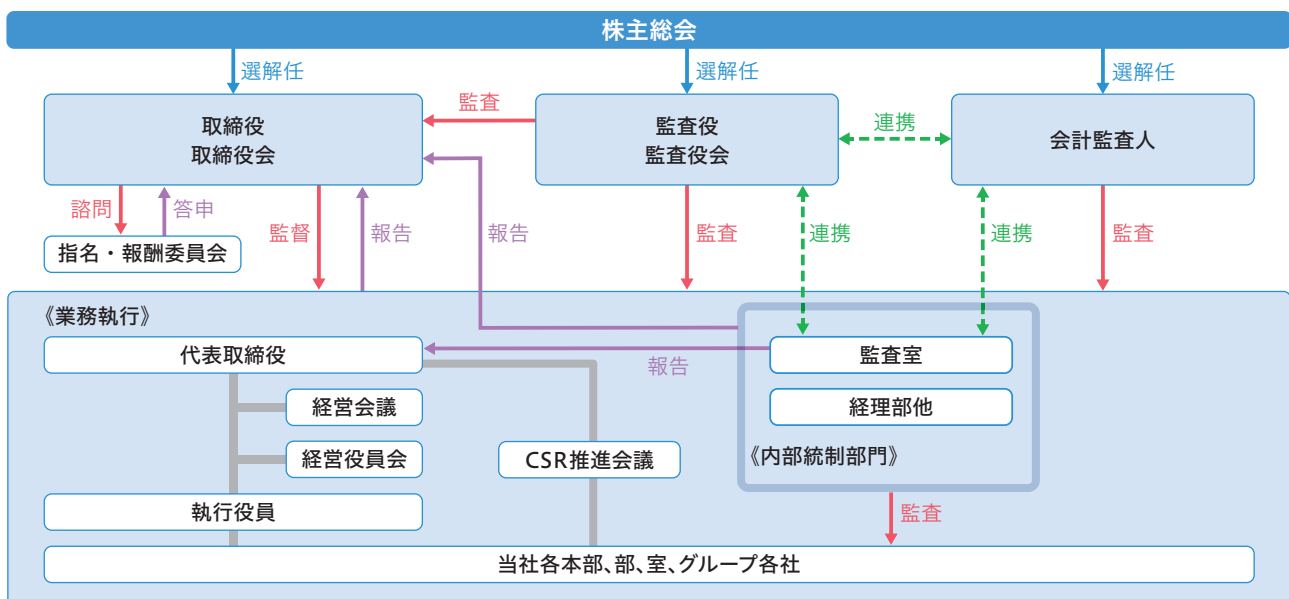 株主総会
選解任
選解任
選解任
取締役
取締役会
監査
監査役
監査役会
連携
会計監査人
諮問
答申
監督
報告
報告
監査
連携
連携
監査
指名・報酬委員会
《業務執行》
代表取締役
報告
監査室
経営会議
経理部他
経営役員会
CSR推進会議
《内部統制部門》
執行役員
監査
当社各本部、部、室、グループ各社